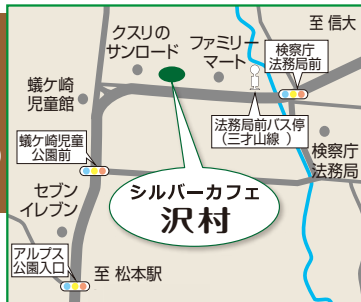 至 信大
クスリの
サンロード
ファミリー
マート
検察庁
法務局前
蟻ケ崎
児童館
法務局前バス停
（三才山線 ）
検察庁
法務局
蟻ケ崎児童
公園前
シルバーカフェ
沢村
セブン
イレブン
アルプス
公園入口
至 松本駅